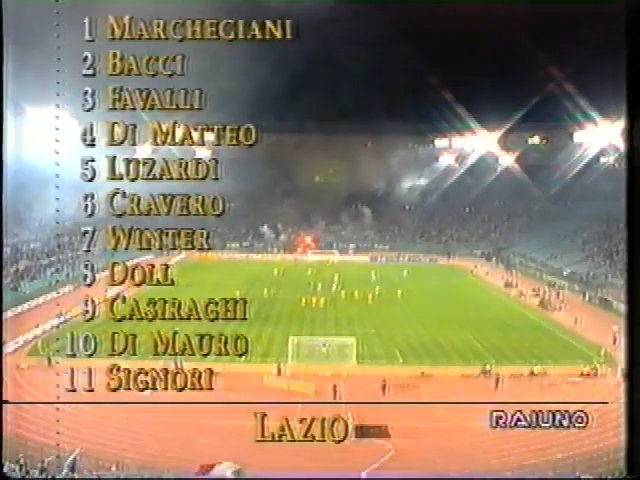 1 MARCHEGIANI
2 BACCI
3 FAVALLI
4 DI MATTEO
5 LUZARDI
6 CRAVERO
7 WINTER
8 DOLL
9 CASIRAGHI
10 DI MAURO
11 SIGNORI
LAZIO
RAIUNO